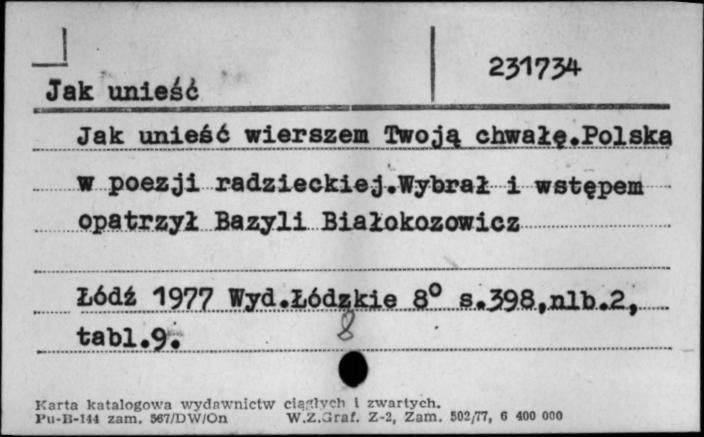 231734
Jak unieść
Jak unieść wierszem Twoją chwałę.Polska
w poezji radzieckiej.Wybrał i wstępem
opatrzył Bazyli Białokozowicz
Łódź 1977 Wyd.Łódzkie 8° s.398,nlb.2,
tabl.9.
8
Karta katalogowa wydawnictw ciągłych i zwartych.
Pu-B-144 zam. 567/DW/On W.Z.Graf. Z-2, Zam. 502/77, 6 400 000